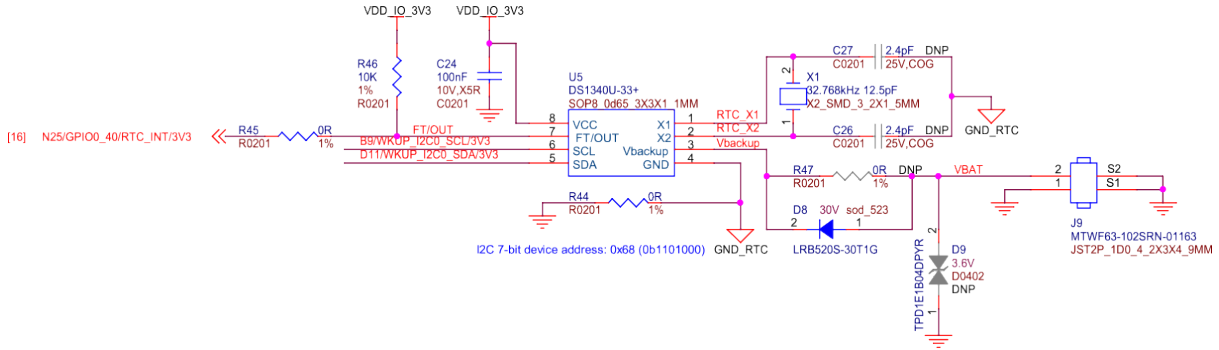 VDD_IO_3V3
VDD_IO_3V3
R46
10K
1%
R0201
C24
100nF
10V,X5R
C0201
U5
DS1340U-33+
SOP8_0d65_3X3X1_1MM
C27
2.4pF
DNP
C0201
25V,COG
2
X1
32.768kHz 12.5pF
X2_SMD_3_2X1_5MM
1
GND_RTC
[16]
N25/GPIO0_40/RTC_INT/3V3
R45
0R
R0201
1%
FT/OUT
B9/WKUP_I2C0_SCL/3V3
D11/WKUP_I2C0_SDA/3V3
8
7
6
5
VCC
FT/OUT
SCL
SDA
X1
X2
Vbackup
GND
1
2
3
4
RTC_X1
RTC_X2
Vbackup
C26
2.4pF
DNP
C0201
25V,COG
R47
0R
DNP
R0201
1%
VBAT
2
1
S2
S1
J9
MTWF63-102SRN-01163
JST2P_1D0_4_2X3X4_9MM
R44
0R
R0201
1%
D8
30V
sod_523
2
1
LRB520S-30T1G
I2C 7-bit device address: 0x68 (0b1101000)
GND_RTC
2
D9
3.6V
D0402
DNP
1
TPD1E1B04DPYR